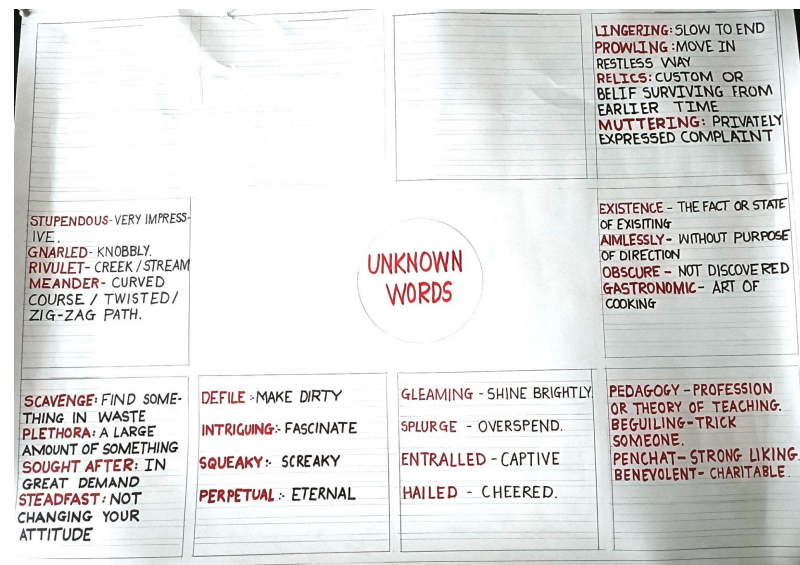 LINGERING: SLOW TO END
PROWLING: MOVE IN
RESTLESS WAY
RELICS: CUSTOM OR
BELIF SURVIVING FROM
EARLIER TIME
MUTTERING: PRIVATELY
EXPRESSED COMPLAINT
STUPENDOUS- VERY IMPRESS-
IVE.
GNARLED- KNOBBLY.
RIVULET- CREEK / STREAM
MEANDER- CURVED
COURSE / TWISTED /
ZIG-ZAG PATH.
UNKNOWN
WORDS
EXISTENCE - THE FACT OR STATE
OF EXISITING
AIMLESSLY- WITHOUT PURPOSE
OF DIRECTION
OBSCURE - NOT DISCOVERED
GASTRONOMIC - ART OF
COOKING
SCAVENGE: FIND SOME-
THING IN WASTE
PLETHORA: A LARGE
AMOUNT OF SOMETHING
SOUGHT AFTER: IN
GREAT DEMAND
STEADFAST: NOT
CHANGING YOUR
ATTITUDE
DEFILE :- MAKE DIRTY
INTRIGUING:- FASCINATE
SQUEAKY:- SCREAKY
PERPETUAL :- ETERNAL
GLEAMING - SHINE BRIGHTLY
SPLURGE - OVERSPEND.
ENTRALLED - CAPTIVE
HAILED - CHEERED.
PEDAGOGY - PROFESSION
OR THEORY OF TEACHING.
BEGUILING- TRICK
SOMEONE.
PENCHAT- STRONG LIKING.
BENEVOLENT- CHARITABLE.